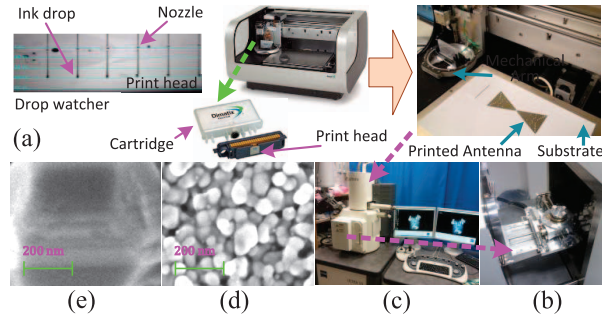 Ink drop
Nozzle
Print head
Drop watcher
(a)
Dimatix
Cartridge
Print head
Mechanical
Arm
Printed Antenna
Substrate
200 nm
200 nm
(e)
(d)
(c)
(b)